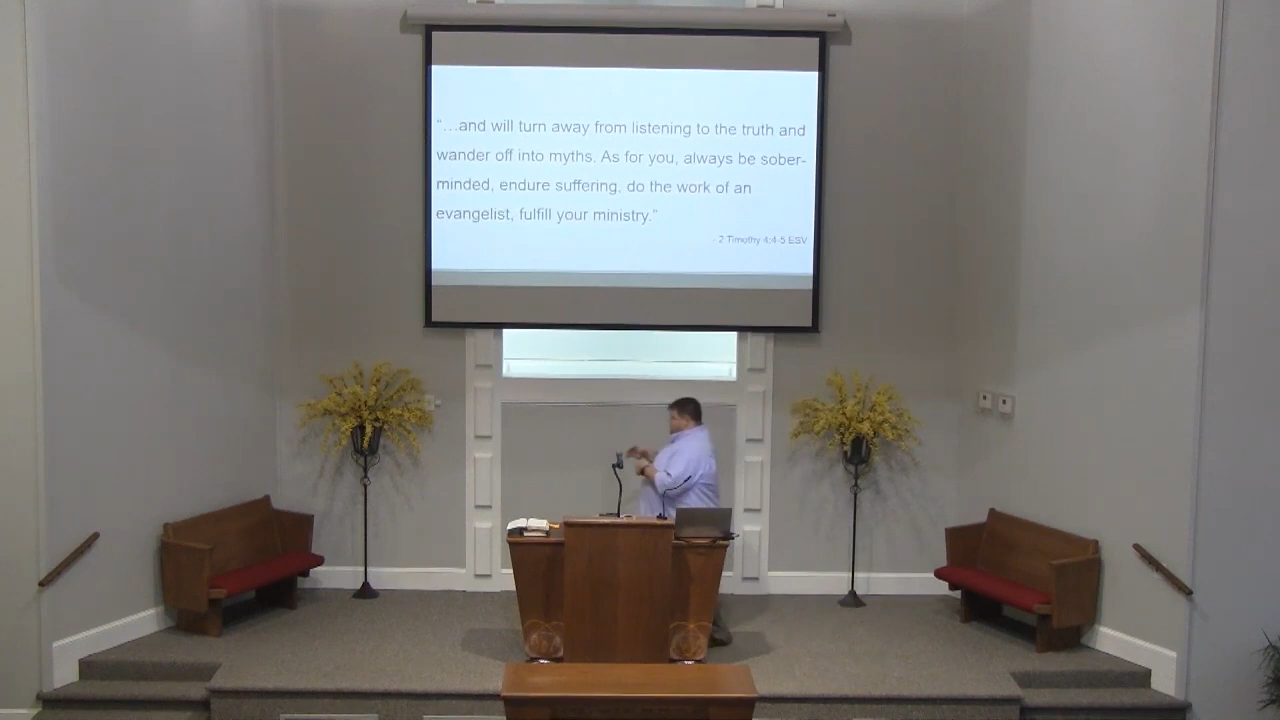 “…and will turn away from listening to the truth and
wander off into myths. As for you, always be sober-
minded, endure suffering, do the work of an
evangelist, fulfill your ministry.”
- 2 Timothy 4:4-5 ESV